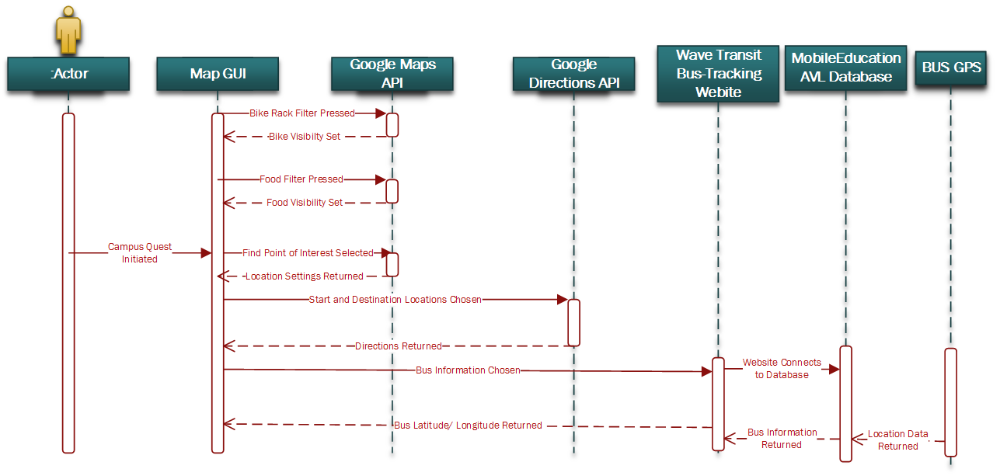 :Actor
Map GUI
Google Maps
API
Google
Directions API
Wave Transit
Bus-Tracking
Webite
MobileEducation
AVL Database
BUS GPS
Bike Rack Filter Pressed
Bike Visibilty Set
Food Filter Pressed
Food Visibility Set
Campus Quest
Initiated
Find Point of Interest Selected
Location Settings Returned
Start and Destination Locations Chosen
Directions Returned
Bus Information Chosen
Website Connects
to Database
Bus Latitude/ Longitude Returned
Bus Information
Returned
Location Data
Returned